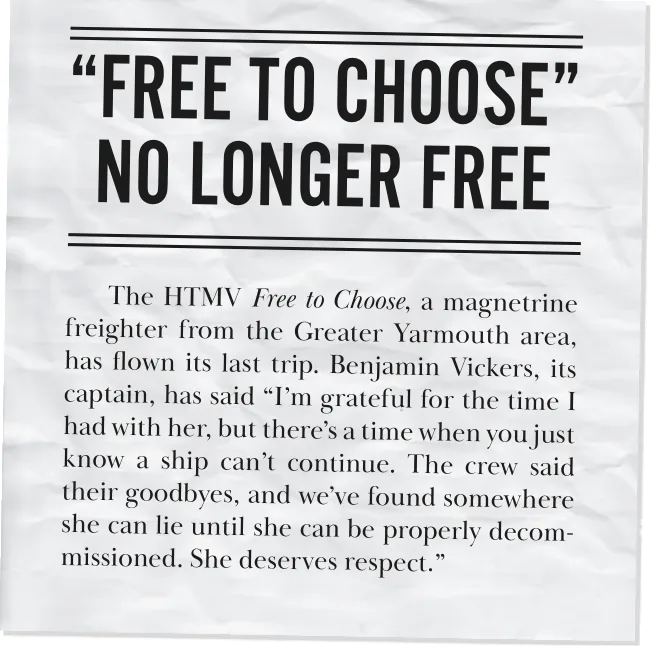 “FREE TO CHOOSE”
NO LONGER FREE
The HTMV Free to Choose, a magnetrine
freighter from the Greater Yarmouth area,
has flown its last trip. Benjamin Vickers, its
captain, has said “I’m grateful for the time I
had with her, but there’s a time when you just
know a ship can’t continue. The crew said
their goodbyes, and we’ve found somewhere
she can lie until she can be properly decom-
missioned. She deserves respect.”